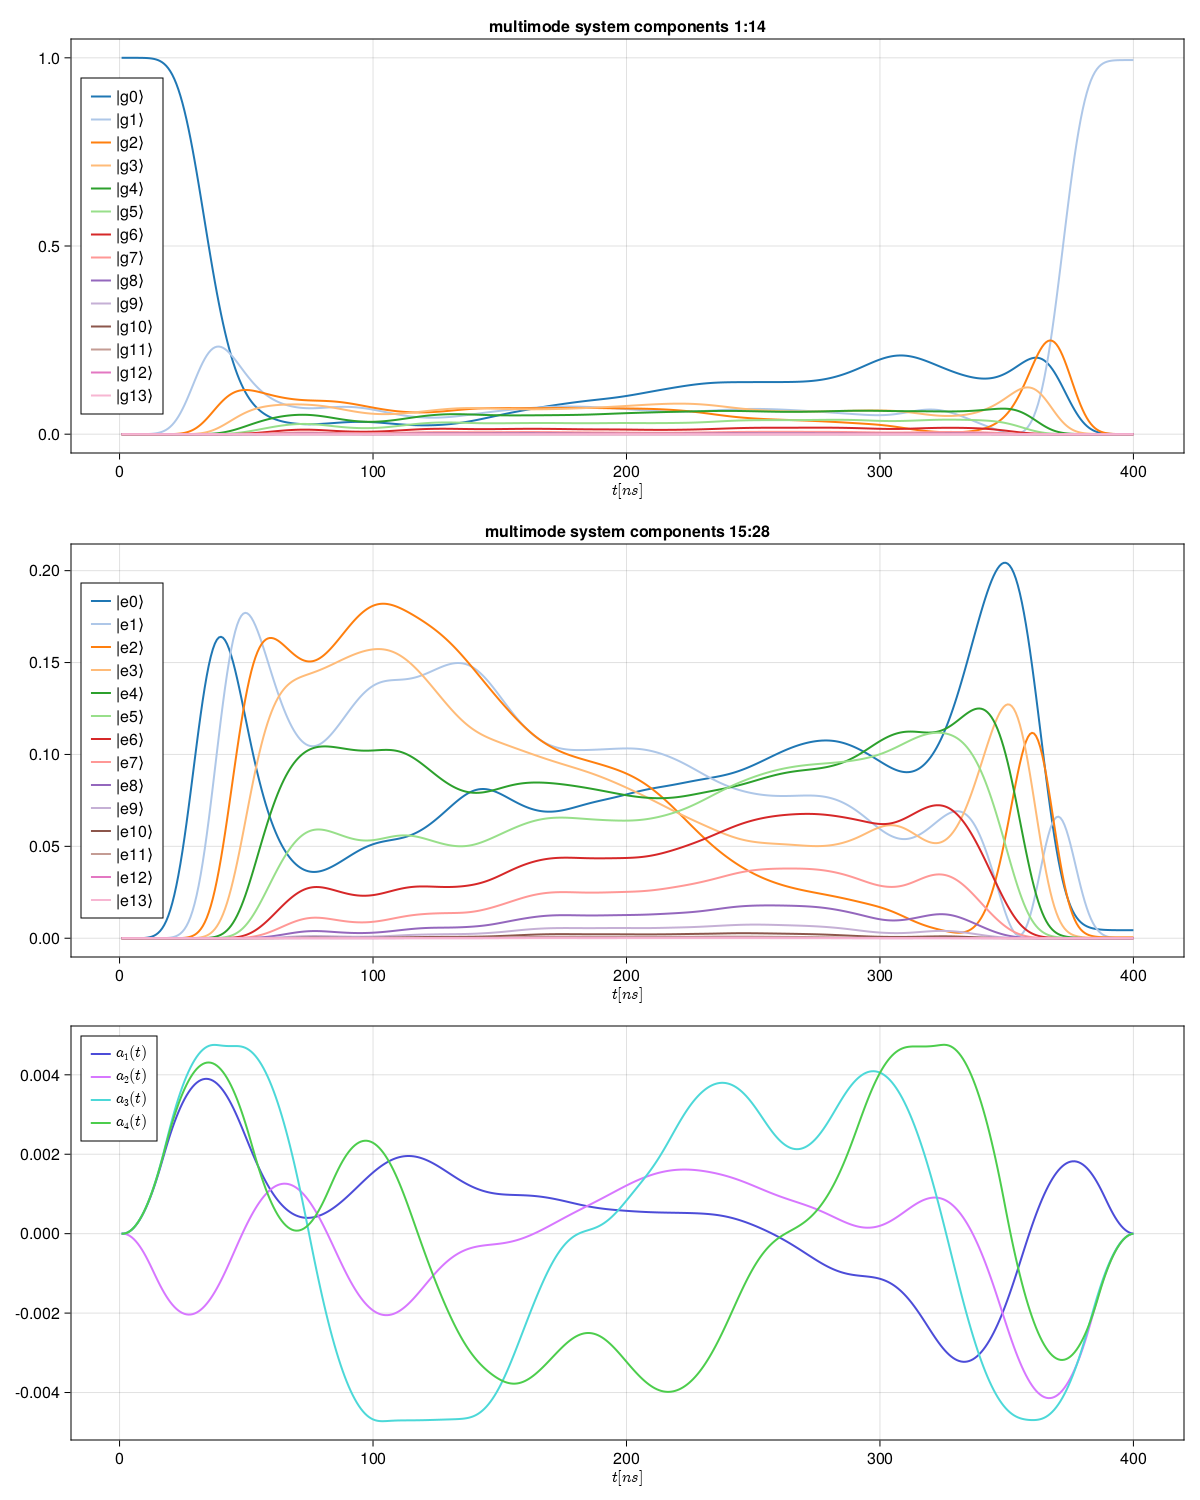 multimode system components 1:14
1.0
0.5
0.0
|g0⟩
|g1⟩
|g2⟩
|g3⟩
|g4⟩
|g5⟩
|g6⟩
|g7⟩
|g8⟩
|g9⟩
|g10⟩
|g11⟩
|g12⟩
|g13⟩
0 100 200 300 400
t[ns]
multimode system components 15:28
0.20
0.15
0.10
0.05
0.00
|e0⟩
|e1⟩
|e2⟩
|e3⟩
|e4⟩
|e5⟩
|e6⟩
|e7⟩
|e8⟩
|e9⟩
|e10⟩
|e11⟩
|e12⟩
|e13⟩
0 100 200 300 400
t[ns]
0.004
0.002
0.000
-0.002
-0.004
a₁(t)
a₂(t)
a₃(t)
a₄(t)
0 100 200 300 400
t[ns]